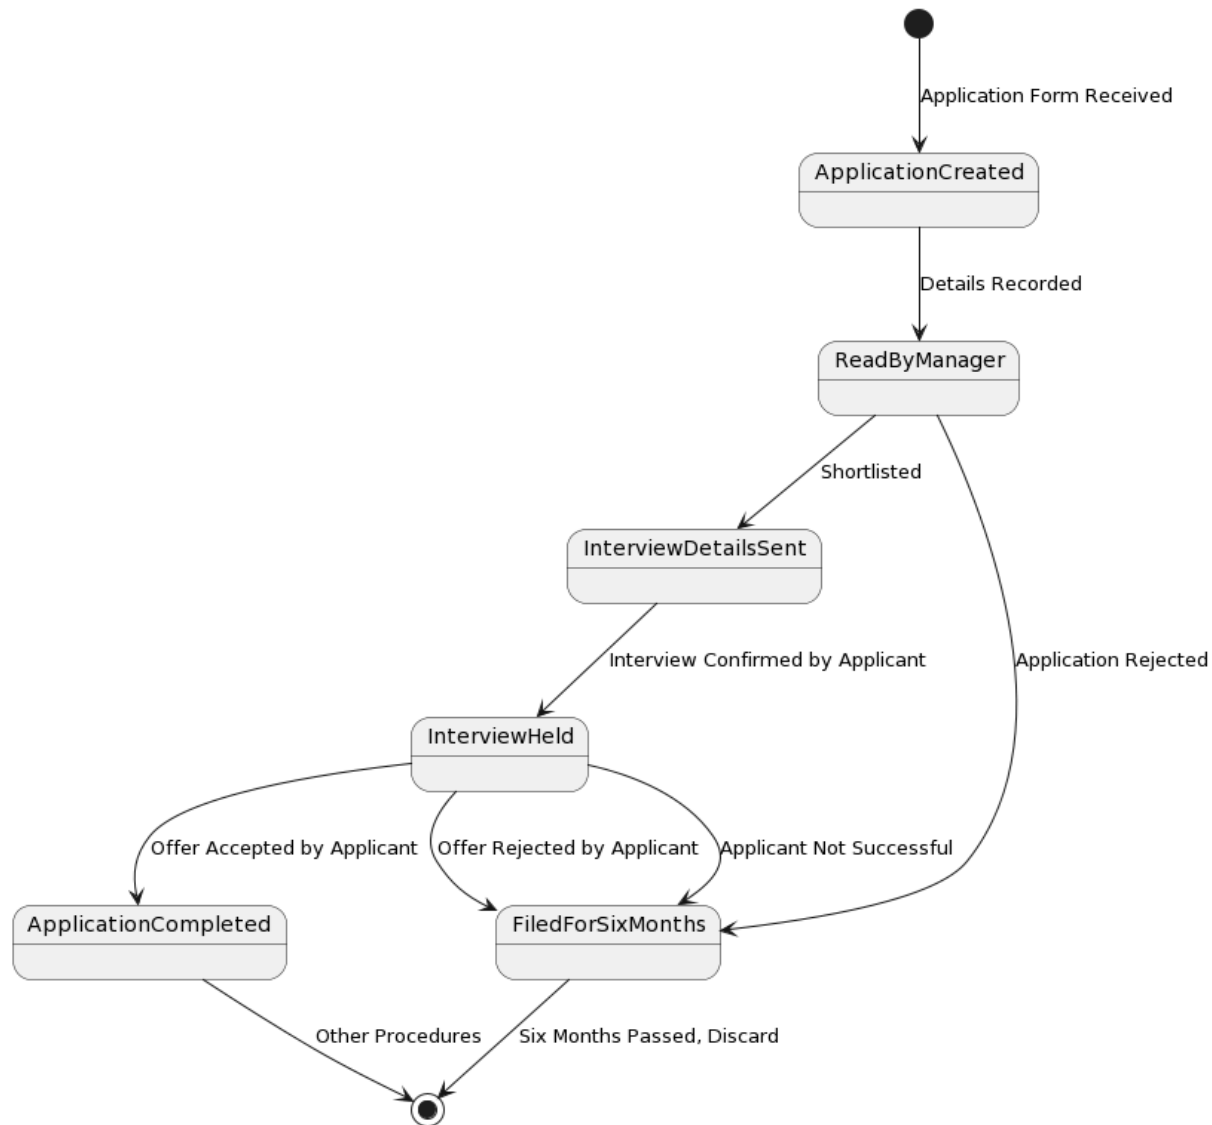 Application Form Received
ApplicationCreated
Details Recorded
ReadByManager
Shortlisted
InterviewDetailsSent
Interview Confirmed by Applicant
Application Rejected
InterviewHeld
Offer Accepted by Applicant
Offer Rejected by Applicant
Applicant Not Successful
ApplicationCompleted
FiledForSixMonths
Other Procedures
Six Months Passed, Discard